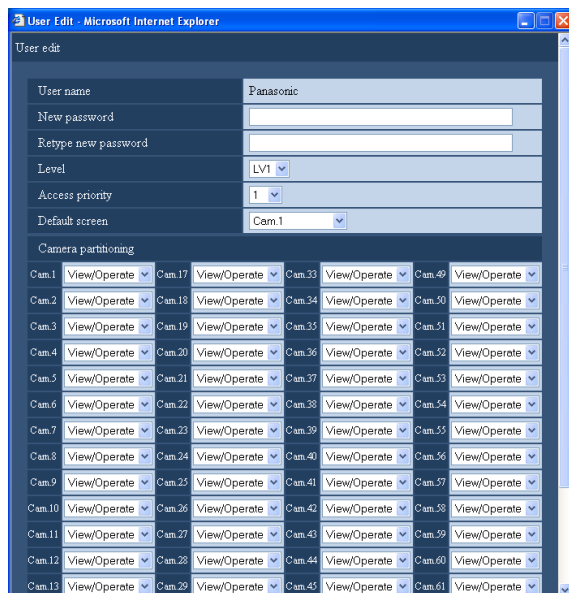 User Edit - Microsoft Internet Explorer
User edit
User name Panasonic
New password
Retype new password
Level LV1
Access priority 1
Default screen Cam.1
Camera partitioning
Cam.1 View/Operate Cam.17 View/Operate Cam.33 View/Operate Cam.49 View/Operate
Cam.2 View/Operate Cam.18 View/Operate Cam.34 View/Operate Cam.50 View/Operate
Cam.3 View/Operate Cam.19 View/Operate Cam.35 View/Operate Cam.51 View/Operate
Cam.4 View/Operate Cam.20 View/Operate Cam.36 View/Operate Cam.52 View/Operate
Cam.5 View/Operate Cam.21 View/Operate Cam.37 View/Operate Cam.53 View/Operate
Cam.6 View/Operate Cam.22 View/Operate Cam.38 View/Operate Cam.54 View/Operate
Cam.7 View/Operate Cam.23 View/Operate Cam.39 View/Operate Cam.55 View/Operate
Cam.8 View/Operate Cam.24 View/Operate Cam.40 View/Operate Cam.56 View/Operate
Cam.9 View/Operate Cam.25 View/Operate Cam.41 View/Operate Cam.57 View/Operate
Cam.10 View/Operate Cam.26 View/Operate Cam.42 View/Operate Cam.58 View/Operate
Cam.11 View/Operate Cam.27 View/Operate Cam.43 View/Operate Cam.59 View/Operate
Cam.12 View/Operate Cam.28 View/Operate Cam.44 View/Operate Cam.60 View/Operate
Cam.13 View/Operate Cam.29 View/Operate Cam.45 View/Operate Cam.61 View/Operate